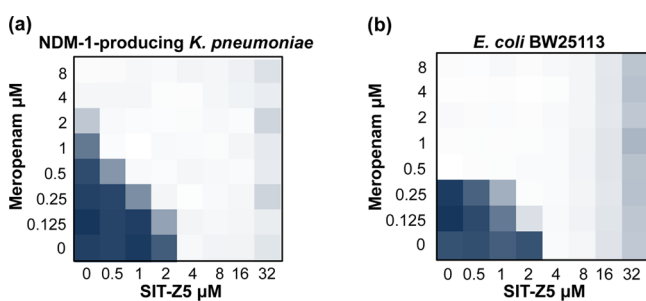 (a)
NDM-1-producing K. pneumoniae
Meropenam µM
8
4
2
1
0.5
0.25
0.125
0
0 0.5 1 2 4 8 16 32
SIT-Z5 µM
(b)
E. coli BW25113
Meropenam µM
8
4
2
1
0.5
0.25
0.125
0
0 0.5 1 2 4 8 16 32
SIT-Z5 µM